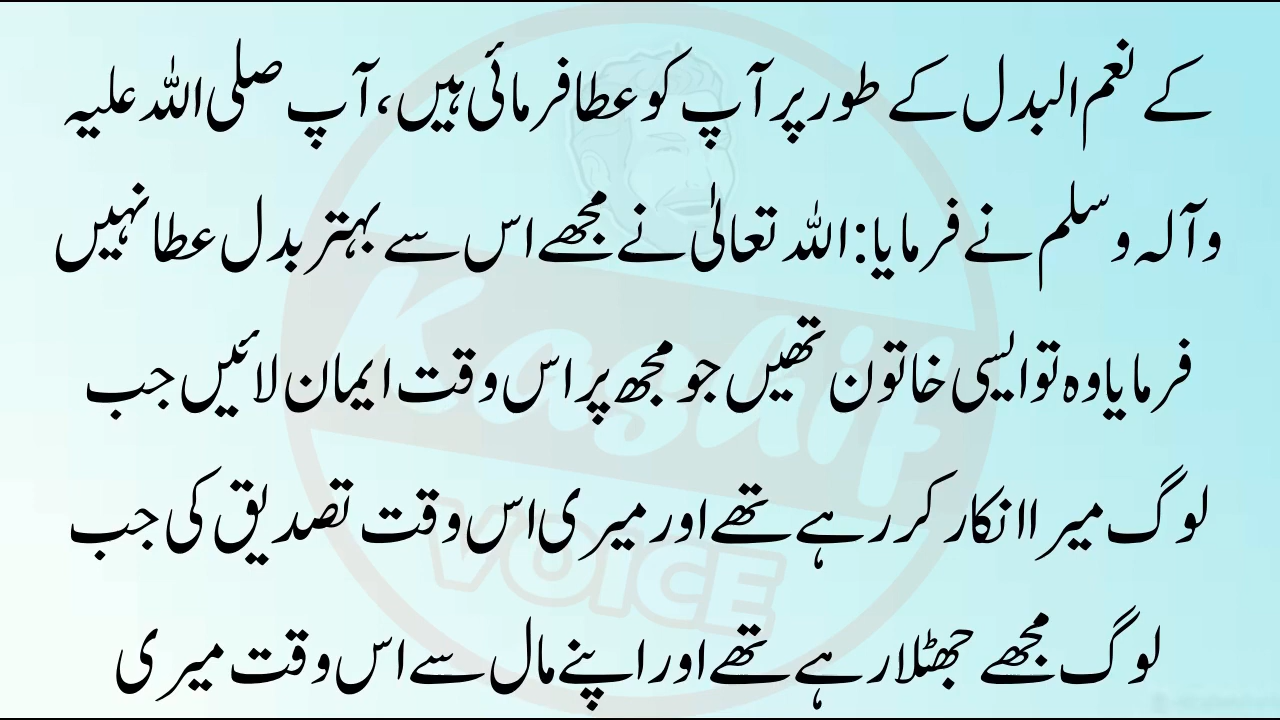 کے نعم البدل کے طور پر آپ کو عطا فرمائی ہیں، آپ صلی اللہ علیہ
وآلہ وسلم نے فرمایا: اللہ تعالیٰ نے مجھے اس سے بہتر بدل عطا نہیں
فرمایا وہ تو ایسی خاتون تھیں جو مجھ پر اس وقت ایمان لائیں جب
لوگ میرا انکار کر رہے تھے اور میری اس وقت تصدیق کی جب
لوگ مجھے جھٹلا رہے تھے اور اپنے مال سے اس وقت میری
Kashif
VOICE